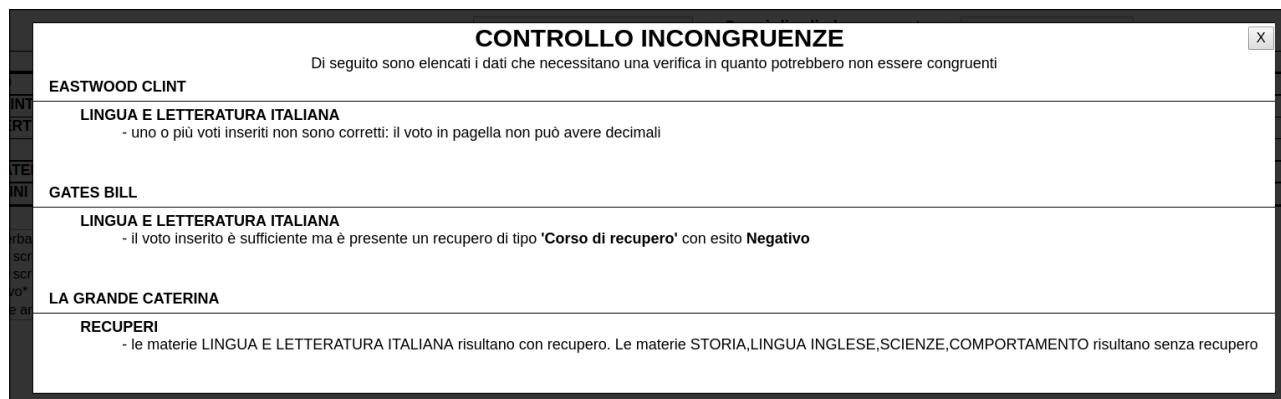 CONTROLLO INCONGRUENZE
X
Di seguito sono elencati i dati che necessitano una verifica in quanto potrebbero non essere congruenti
EASTWOOD CLINT
LINGUA E LETTERATURA ITALIANA
- uno o più voti inseriti non sono corretti: il voto in pagella non può avere decimali
GATES BILL
LINGUA E LETTERATURA ITALIANA
- il voto inserito è sufficiente ma è presente un recupero di tipo 'Corso di recupero' con esito Negativo
LA GRANDE CATERINA
RECUPERI
- le materie LINGUA E LETTERATURA ITALIANA risultano con recupero. Le materie STORIA,LINGUA INGLESE,SCIENZE,COMPORTAMENTO risultano senza recupero